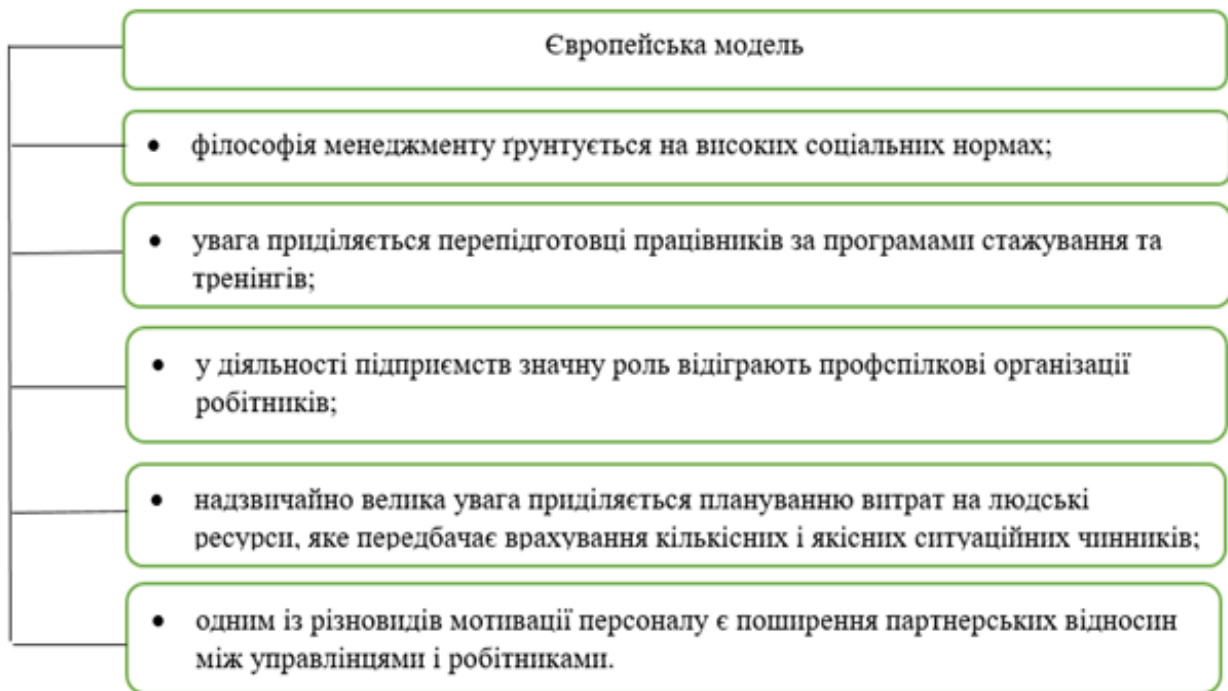 Європейська модель
• філософія менеджменту ґрунтується на високих соціальних нормах;
• увага приділяється перепідготовці працівників за програмами стажування та
тренінгів;
• у діяльності підприємств значну роль відіграють профспілкові організації
робітників;
• надзвичайно велика увага приділяється плануванню витрат на людські
ресурси, яке передбачає врахування кількісних і якісних ситуаційних чинників;
• одним із різновидів мотивації персоналу є поширення партнерських відносин
між управлінцями і робітниками.